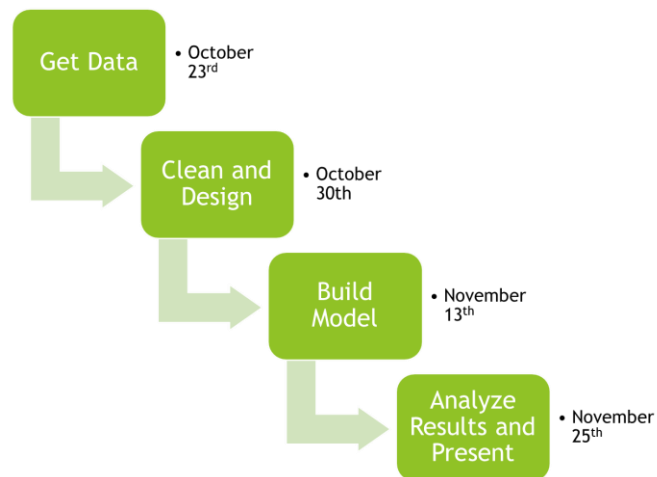 Get Data
• October
23rd
Clean and
Design
• October
30th
Build
Model
• November
13th
Analyze
Results and
Present
• November
25th